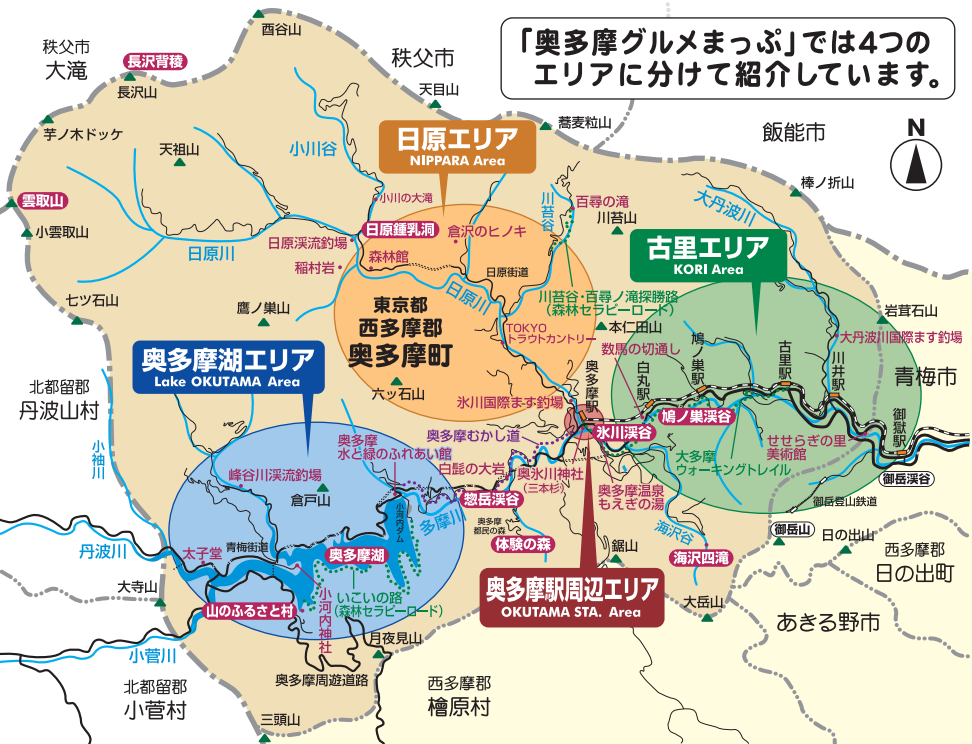 「奥多摩グルメまっぷ」では4つの
エリアに分けて紹介しています。
酉谷山
秩父市
大滝
長沢背稜
長沢山
秩父市
天目山
蕎麦粒山
飯能市
N
芋ノ木ドッケ
天祖山
小川谷
日原エリア
NIPPARA Area
棒ノ折山
雲取山
小雲取山
小川の大滝
川苔谷
百尋の滝
川苔山
大丹波川
日原川
日原渓流釣場
日原鍾乳洞
倉沢のヒノキ
稲村岩
森林館
日原街道
日原川
古里エリア
KORI Area
七ツ石山
鷹ノ巣山
東京都
西多摩郡
奥多摩町
川苔谷・百尋ノ滝探勝路
(森林セラピーロード)
本仁田山
TOKYO
トラウトカントリー
数馬の切通し
岩茸石山
大丹波川国際ます釣場
奥多摩湖エリア
Lake OKUTAMA Area
六ッ石山
奥多摩駅
白丸駅
鳩ノ巣駅
古里駅
川井駅
御嶽駅
青梅市
北都留郡
丹波山村
小袖川
氷川国際ます釣場
氷川渓谷
鳩ノ巣渓谷
奥多摩
水と緑のふれあい館
奥多摩むかし道
白髭の大岩
奥氷川神社
(三本杉)
大多摩
ウォーキングトレイル
せせらぎの里
美術館
御岳渓谷
峰谷川渓流釣場
倉戸山
小河内ダム
多摩川
惣岳渓谷
奥多摩温泉
もえぎの湯
御岳登山鉄道
奥多摩
都民の森
体験の森
海沢谷
鋸山
海沢四滝
御岳山
日の出山
西多摩郡
日の出町
丹波川
太子堂
青梅街道
奥多摩湖
大寺山
山のふるさと村
小河内神社
いこいの路
(森林セラピーロード)
奥多摩駅周辺エリア
OKUTAMA STA. Area
大岳山
あきる野市
小菅川
月夜見山
北都留郡
小菅村
奥多摩周遊道路
西多摩郡
檜原村
三頭山